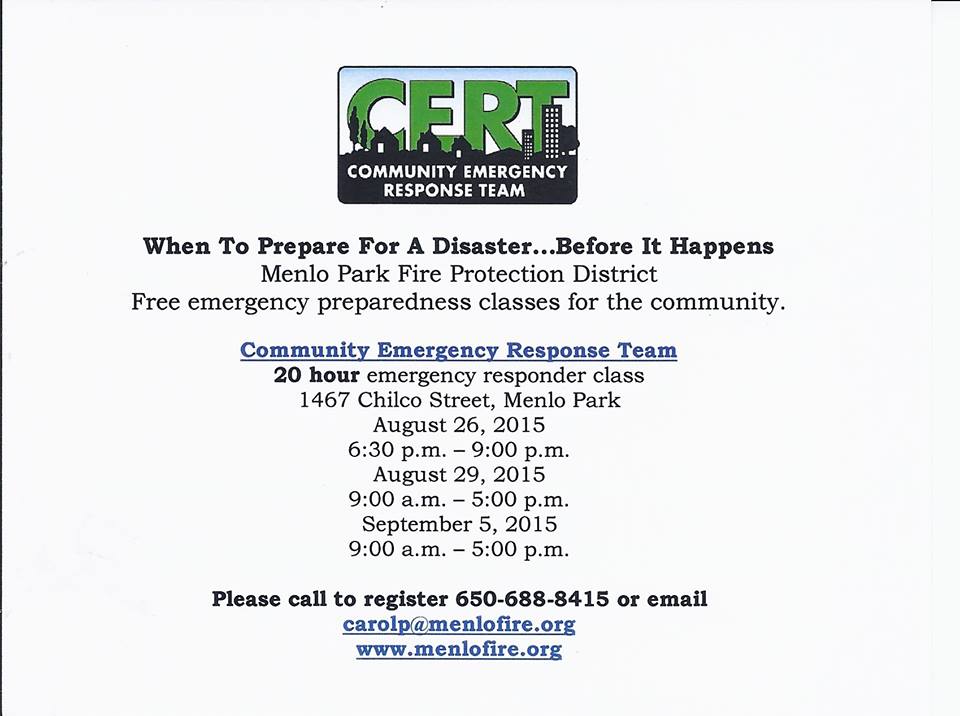 CERT
COMMUNITY EMERGENCY
RESPONSE TEAM
When To Prepare For A Disaster...Before It Happens
Menlo Park Fire Protection District
Free emergency preparedness classes for the community.
Community Emergency Response Team
20 hour emergency responder class
1467 Chilco Street, Menlo Park
August 26, 2015
6:30 p.m. – 9:00 p.m.
August 29, 2015
9:00 a.m. – 5:00 p.m.
September 5, 2015
9:00 a.m. – 5:00 p.m.
Please call to register 650-688-8415 or email
carolp@menlofire.org
www.menlofire.org